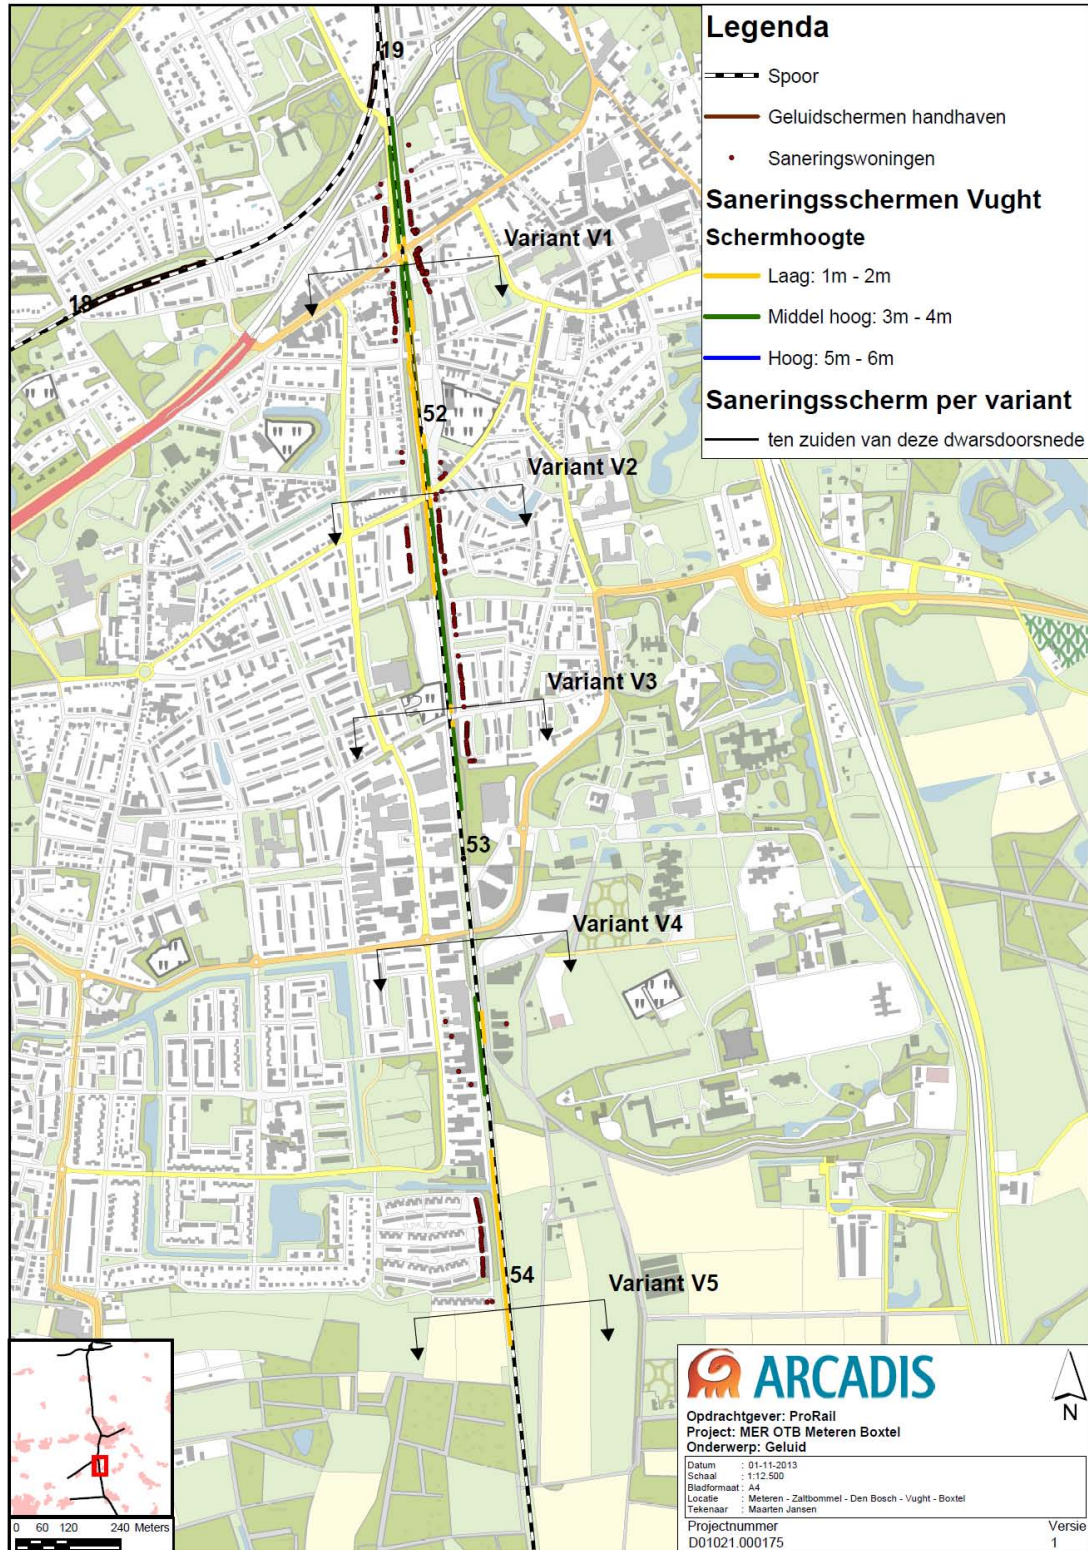 Legenda
Spoor
Geluidschermen handhaven
Saneringswoningen
Saneringsschermen Vught
Schermhoogte
Laag: 1m - 2m
Middel hoog: 3m - 4m
Hoog: 5m - 6m
Saneringsscherm per variant
ten zuiden van deze dwarsdoorsnede
19
18
Variant V1
52
Variant V2
Variant V3
53
Variant V4
54
Variant V5
0 60 120 240 Meters
ARCADIS
N
Opdrachtgever: ProRail
Project: MER OTB Meteren Boxtel
Onderwerp: Geluid
Datum : 01-11-2013
Schaal : 1:12.500
Bladformaat : A4
Locatie : Meteren - Zaltbommel - Den Bosch - Vught - Boxtel
Tekenaar : Maarten Jansen
Projectnummer Versie
D01021.000175 1